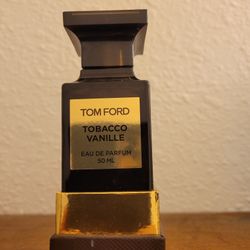 TOM FORD
TOBACCO
VANILLE
EAU DE PARFUM
50 ML